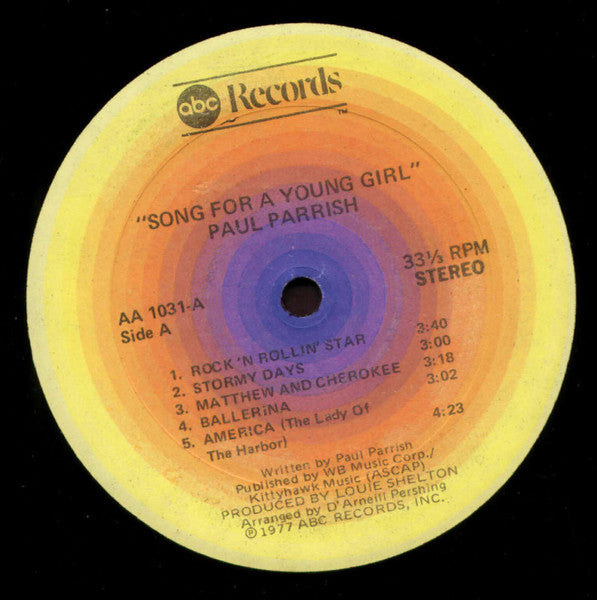 abc Records
TM
"SONG FOR A YOUNG GIRL"
PAUL PARRISH
33⅓ RPM
STEREO
AA 1031-A
Side A
1. ROCK 'N ROLLIN' STAR 3:40
2. STORMY DAYS 3:00
3. MATTHEW AND CHEROKEE 3:18
4. BALLERINA 3:02
5. AMERICA (The Lady Of
The Harbor) 4:23
Written by Paul Parrish
Published by WB Music Corp./
Kittyhawk Music (ASCAP)
PRODUCED BY LOUIE SHELTON
Arranged by D'Arneill Pershing
℗ 1977 ABC RECORDS, INC.